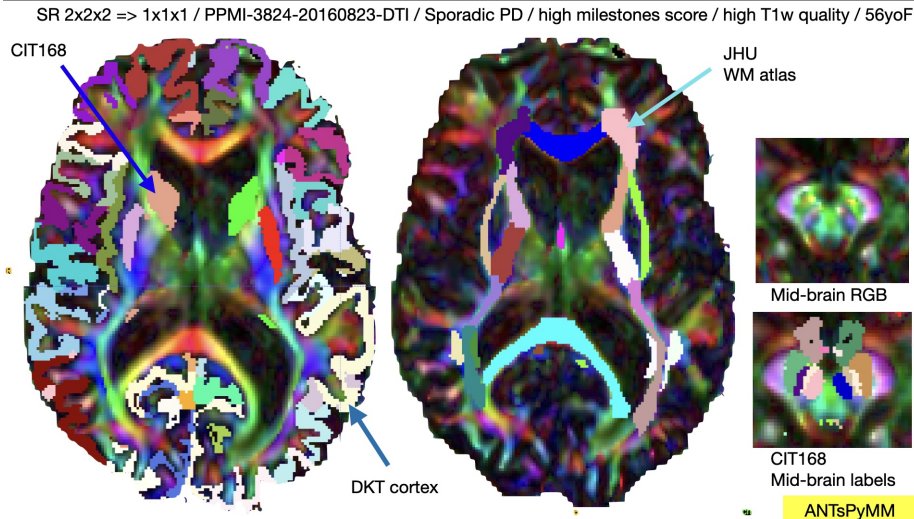 SR 2x2x2 => 1x1x1 / PPMI-3824-20160823-DTI / Sporadic PD / high milestones score / high T1w quality / 56yoF
CIT168
JHU
WM atlas
Mid-brain RGB
DKT cortex
CIT168
Mid-brain labels
ANTsPyMM